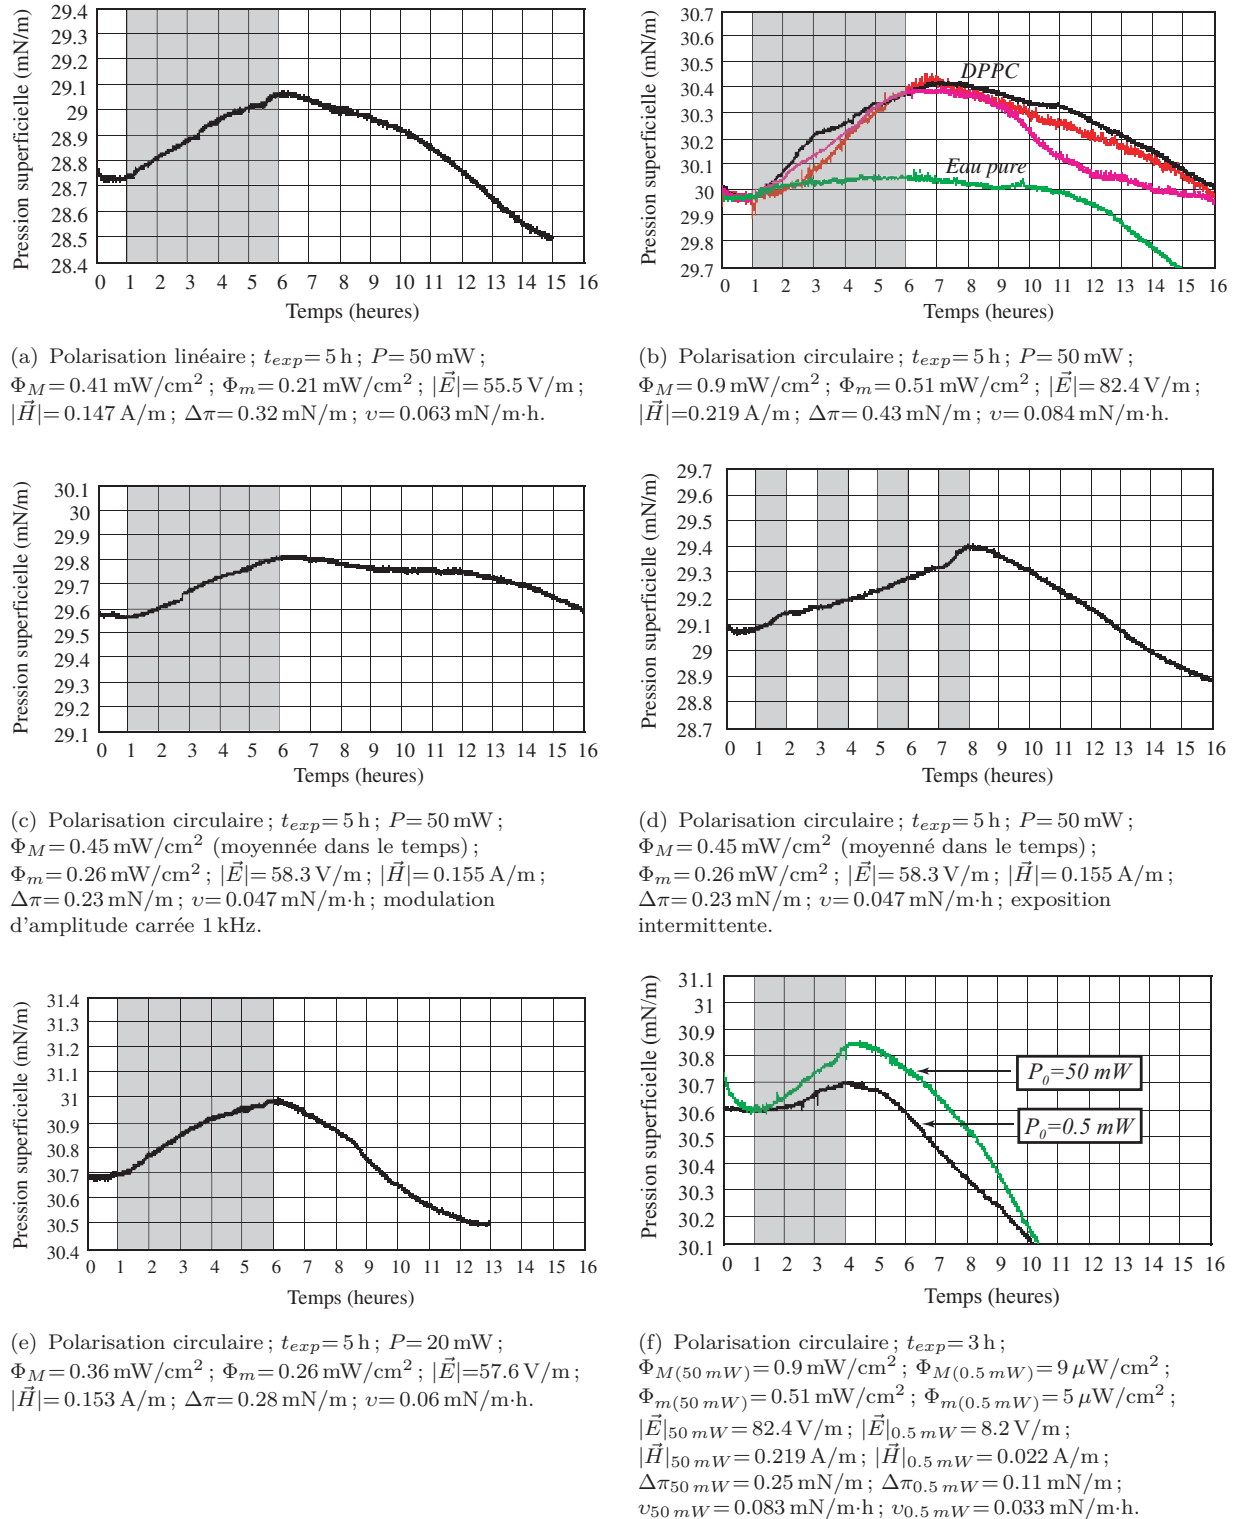 29.4
29.3
29.2
29.1
29
28.9
28.8
28.7
28.6
28.5
28.4
Pression superficielle (mN/m)
0 1 2 3 4 5 6 7 8 9 10 11 12 13 14 15 16
Temps (heures)
(a) Polarisation linéaire ; t_exp= 5 h ; P= 50 mW ;
Φ_M= 0.41 mW/cm² ; Φ_m= 0.21 mW/cm² ; |E⃗|= 55.5 V/m ;
|H⃗|= 0.147 A/m ; Δπ= 0.32 mN/m ; υ= 0.063 mN/m·h.
30.7
30.6
30.5
30.4
30.3
30.2
30.1
30
29.9
29.8
29.7
Pression superficielle (mN/m)
DPPC
Eau pure
0 1 2 3 4 5 6 7 8 9 10 11 12 13 14 15 16
Temps (heures)
(b) Polarisation circulaire ; t_exp= 5 h ; P= 50 mW ;
Φ_M= 0.9 mW/cm² ; Φ_m= 0.51 mW/cm² ; |E⃗|= 82.4 V/m ;
|H⃗|=0.219 A/m ; Δπ= 0.43 mN/m ; υ= 0.084 mN/m·h.
30.1
30
29.9
29.8
29.7
29.6
29.5
29.4
29.3
29.2
29.1
Pression superficielle (mN/m)
0 1 2 3 4 5 6 7 8 9 10 11 12 13 14 15 16
Temps (heures)
(c) Polarisation circulaire ; t_exp= 5 h ; P= 50 mW ;
Φ_M= 0.45 mW/cm² (moyennée dans le temps) ;
Φ_m= 0.26 mW/cm² ; |E⃗|= 58.3 V/m ; |H⃗|= 0.155 A/m ;
Δπ= 0.23 mN/m ; υ= 0.047 mN/m·h ; modulation
d'amplitude carrée 1 kHz.
29.7
29.6
29.5
29.4
29.3
29.2
29.1
29
28.9
28.8
28.7
Pression superficielle (mN/m)
0 1 2 3 4 5 6 7 8 9 10 11 12 13 14 15 16
Temps (heures)
(d) Polarisation circulaire ; t_exp= 5 h ; P= 50 mW ;
Φ_M= 0.45 mW/cm² (moyenné dans le temps) ;
Φ_m= 0.26 mW/cm² ; |E⃗|= 58.3 V/m ; |H⃗|= 0.155 A/m ;
Δπ= 0.23 mN/m ; υ= 0.047 mN/m·h ; exposition
intermittente.
31.4
31.3
31.2
31.1
31
30.9
30.8
30.7
30.6
30.5
30.4
Pression superficielle (mN/m)
0 1 2 3 4 5 6 7 8 9 10 11 12 13 14 15 16
Temps (heures)
(e) Polarisation circulaire ; t_exp= 5 h ; P= 20 mW ;
Φ_M= 0.36 mW/cm² ; Φ_m= 0.26 mW/cm² ; |E⃗|=57.6 V/m ;
|H⃗|= 0.153 A/m ; Δπ= 0.28 mN/m ; υ= 0.06 mN/m·h.
31.1
31
30.9
30.8
30.7
30.6
30.5
30.4
30.3
30.2
30.1
Pression superficielle (mN/m)
P_0=50 mW
P_0=0.5 mW
0 1 2 3 4 5 6 7 8 9 10 11 12 13 14 15 16
Temps (heures)
(f) Polarisation circulaire ; t_exp= 3 h ;
Φ_M(50 mW)= 0.9 mW/cm² ; Φ_M(0.5 mW)= 9 µW/cm² ;
Φ_m(50 mW)= 0.51 mW/cm² ; Φ_m(0.5 mW)= 5 µW/cm² ;
|E⃗|_50 mW= 82.4 V/m ; |E⃗|_0.5 mW= 8.2 V/m ;
|H⃗|_50 mW= 0.219 A/m ; |H⃗|_0.5 mW= 0.022 A/m ;
Δπ_50 mW= 0.25 mN/m ; Δπ_0.5 mW= 0.11 mN/m ;
υ_50 mW= 0.083 mN/m·h ; υ_0.5 mW= 0.033 mN/m·h.